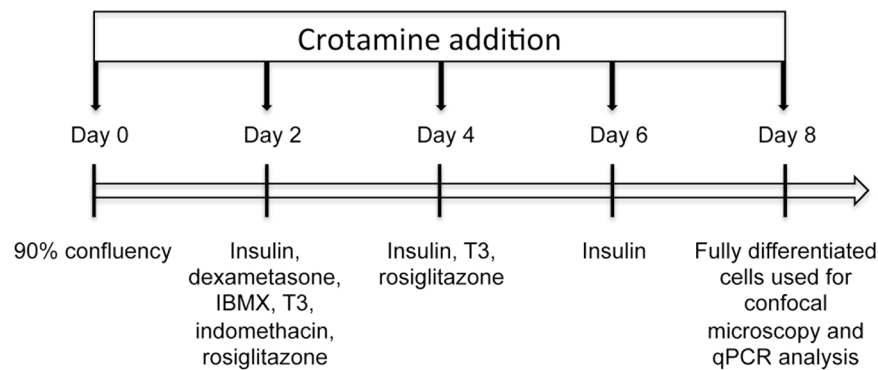 Crotamine addition
Day 0
Day 2
Day 4
Day 6
Day 8
90% confluency
Insulin,
dexametasone,
IBMX, T3,
indomethacin,
rosiglitazone
Insulin, T3,
rosiglitazone
Insulin
Fully differentiated
cells used for
confocal
microscopy and
qPCR analysis